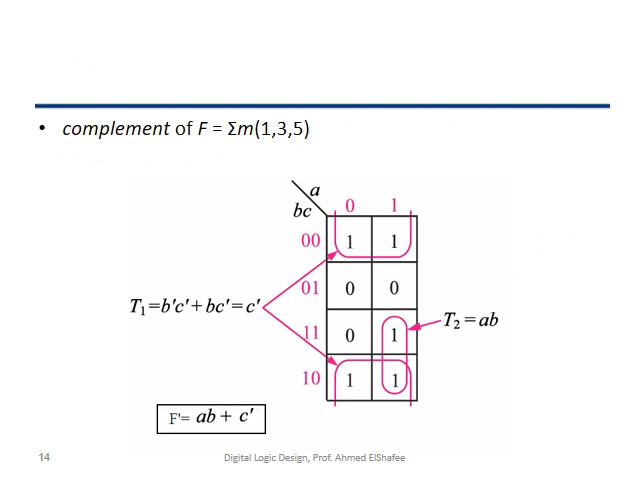 • complement of F = Σm(1,3,5)
a
bc
0 1
00 1 1
01 0 0
T₁=b'c'+bc'=c'
11 0 1
T₂=ab
10 1 1
F'= ab + c'
14
Digital Logic Design, Prof. Ahmed ElShafee